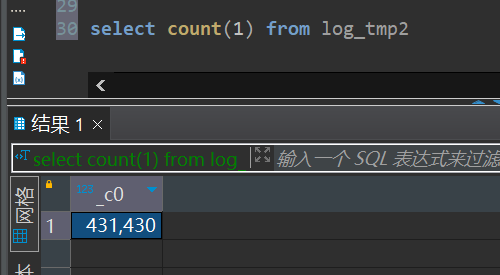 29
30 select count(1) from log_tmp2
结果 1
select count(1) from log_ 输入一个 SQL 表达式来过滤
网格
123 _c0
1 431,430
本